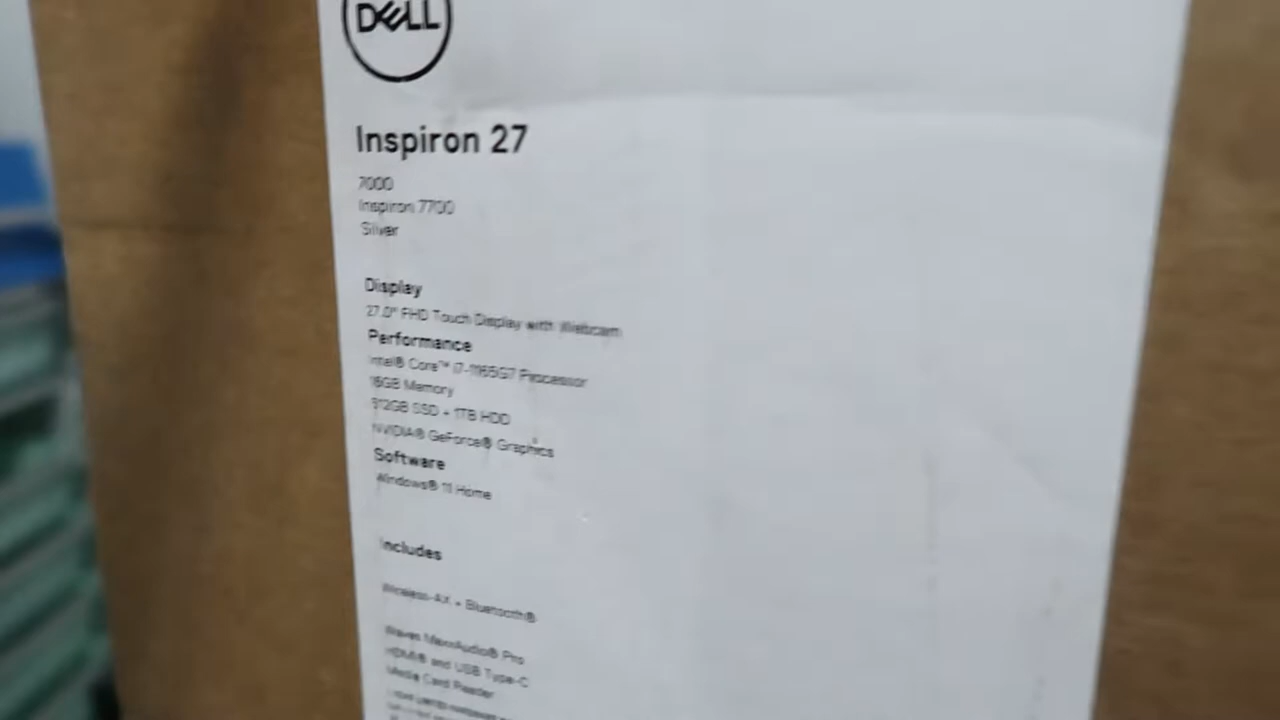 DELL
Inspiron 27
7000
Inspiron 7700
Silver
Display
27.0" FHD Touch Display with Webcam
Performance
Intel® Core™ i7-1165G7 Processor
16GB Memory
512GB SSD + 1TB HDD
NVIDIA® GeForce® Graphics
Software
Windows® 11 Home
Includes
Wireless-AX + Bluetooth®
Waves MaxxAudio® Pro
HDMI® and USB Type-C
Media Card Reader